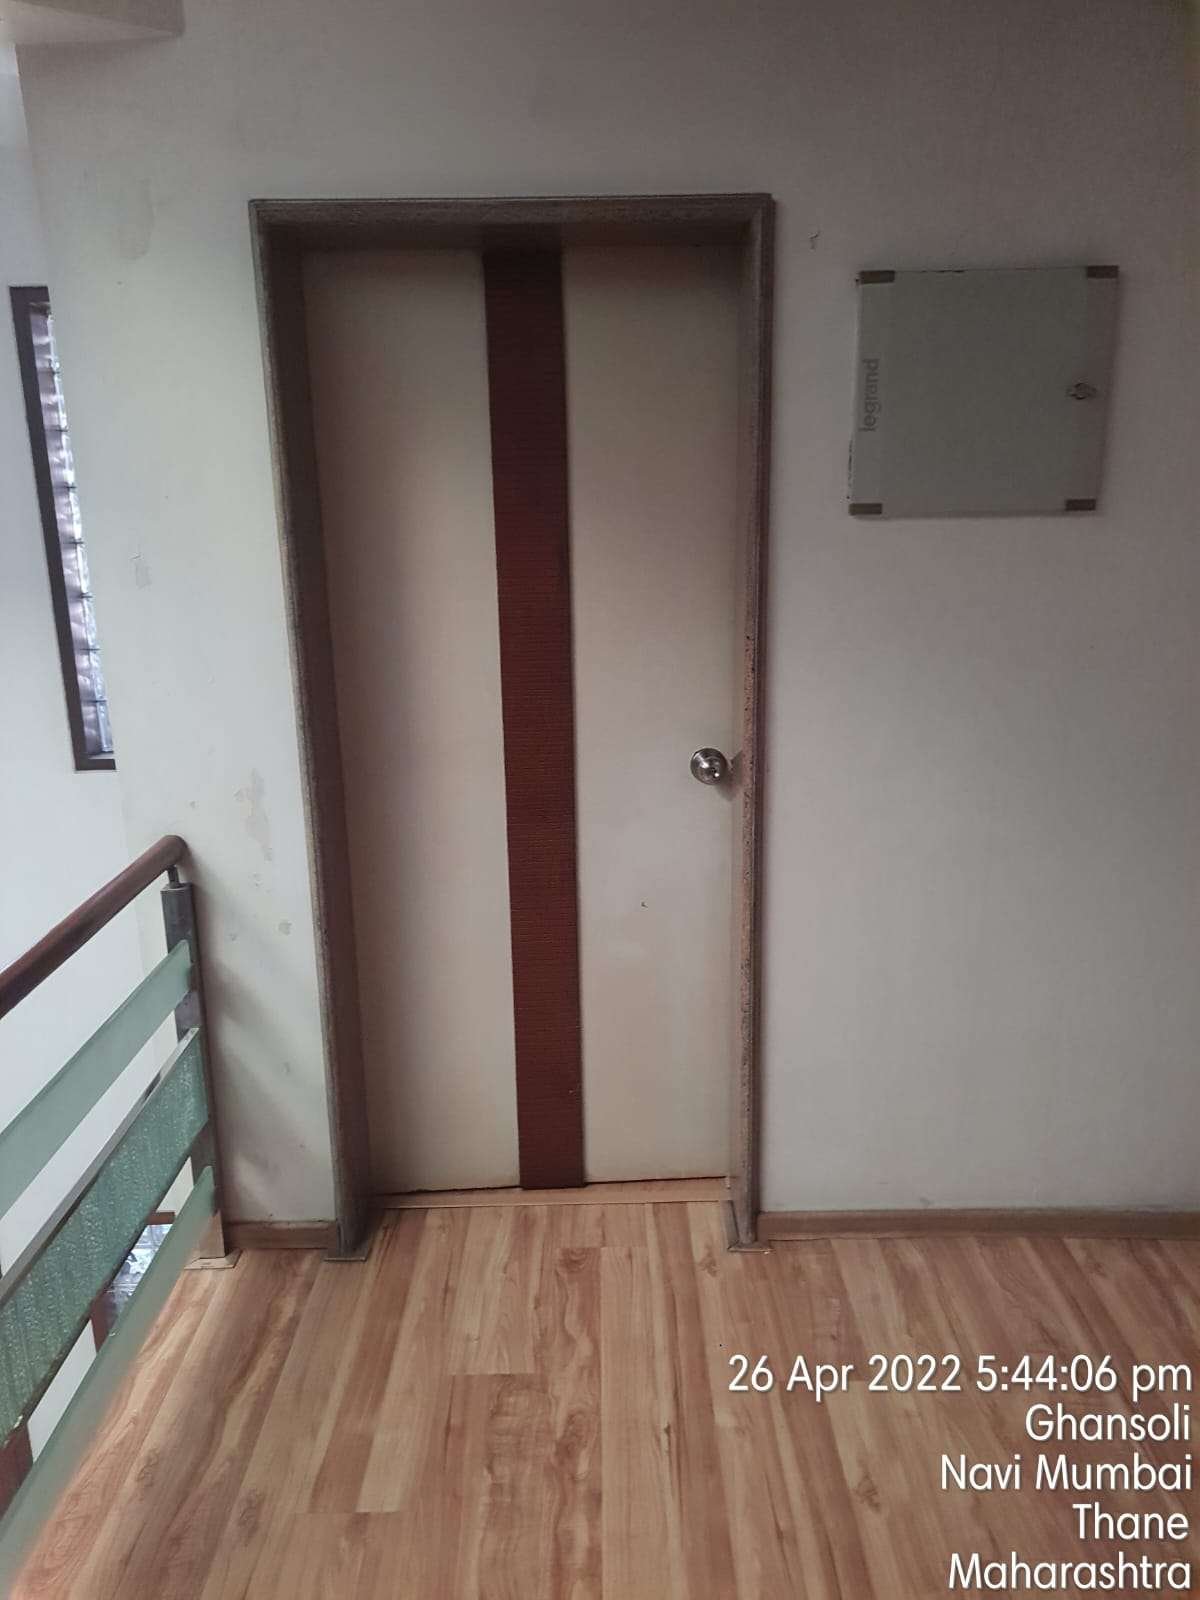 legrand
26 Apr 2022 5:44:06 pm
Ghansoli
Navi Mumbai
Thane
Maharashtra